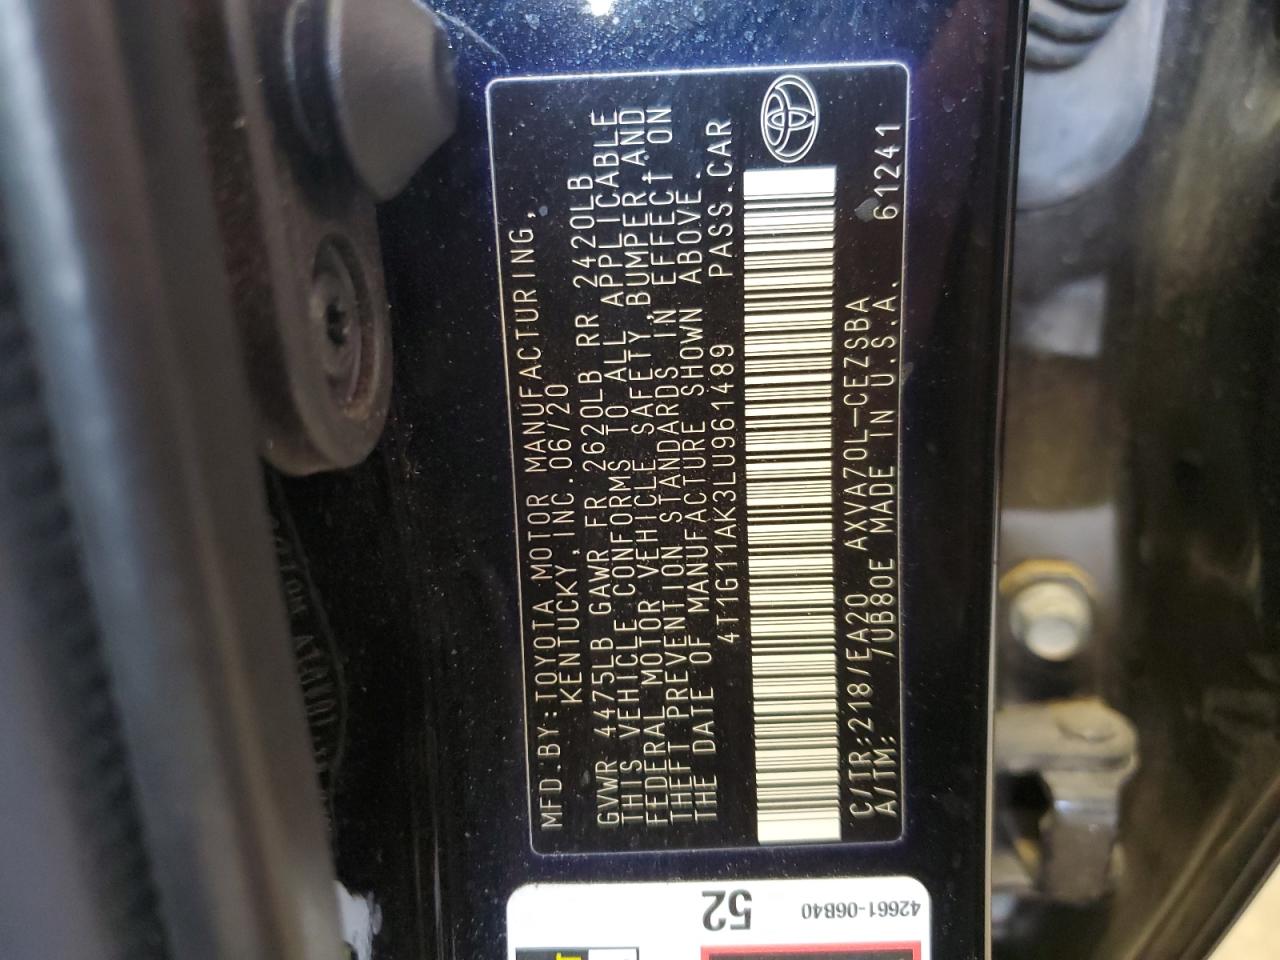 MFD.BY:TOYOTA MOTOR MANUFACTURING,
KENTUCKY,INC.06/20
GVWR 4475LB GAWR FR 2620LB RR 2420LB
THIS VEHICLE CONFORMS TO ALL APPLICABLE
FEDERAL MOTOR VEHICLE SAFETY,BUMPER,AND
THEFT PREVENTION STANDARDS IN EFFECT ON
THE DATE OF MANUFACTURE SHOWN ABOVE.
4T1G11AK3LU961489 PASS.CAR
C/TR:218/EA20 AXVA70L-CEZSBA
A/TM: /UB80E MADE IN U.S.A. 61241
52
42661-06B40